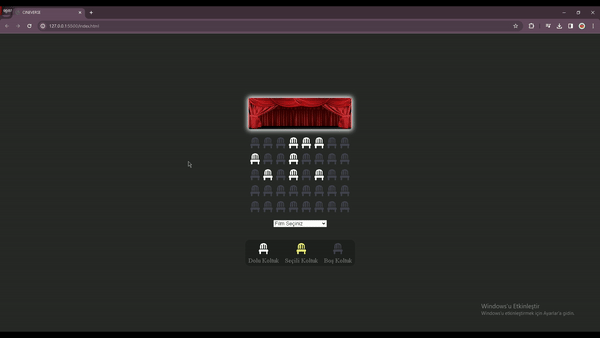 127.0.0.1:5500/index.html
Film Seçiniz
Dolu Koltuk
Seçili Koltuk
Boş Koltuk
Windows'u Etkinleştir
Windows'u etkinleştirmek için Ayarlar'a gidin.